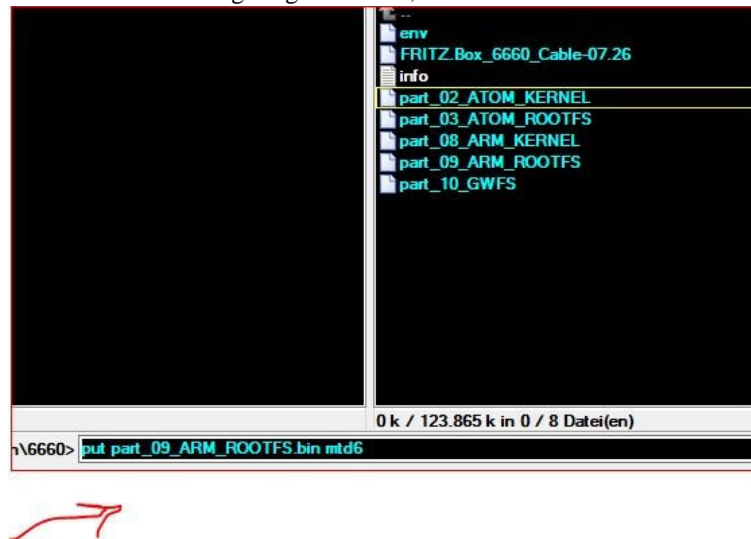 ..
env
FRITZ.Box_6660_Cable-07.26
info
part_02_ATOM_KERNEL
part_03_ATOM_ROOTFS
part_08_ARM_KERNEL
part_09_ARM_ROOTFS
part_10_GWFS
0 k / 123.865 k in 0 / 8 Datei(en)
n\6660> put part_09_ARM_ROOTFS.bin mtd6